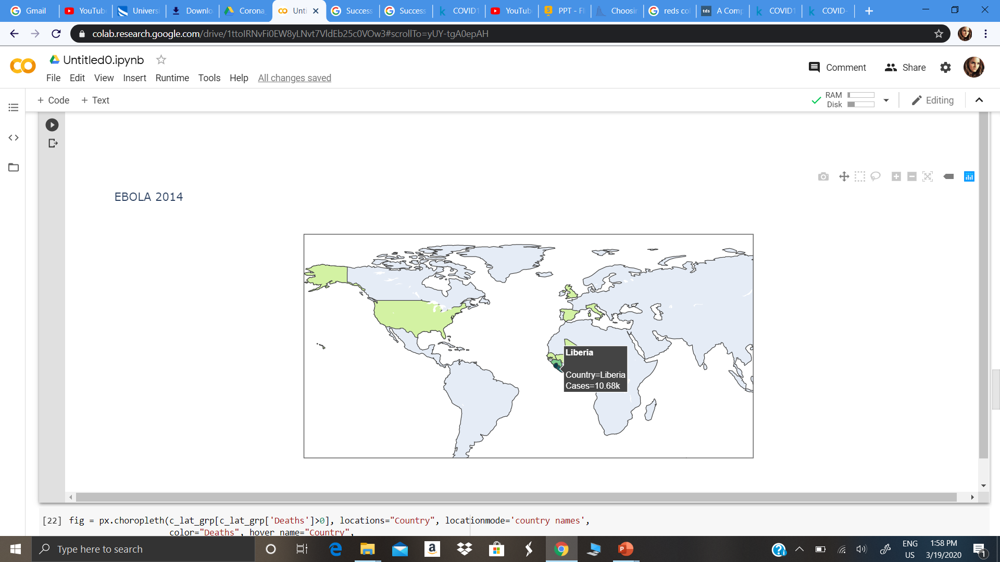 Gmail
YouTub
Universi
Downlo
Corona
Unti
Success
Success
COVID1
YouTub
PPT - Fl
Choosin
reds co
tds
A Comp
COVID1
COVID-
colab.research.google.com/drive/1ttoIRNvFi0EW8yLNvt7VldEb25c0VOw3#scrollTo=yUY-tgA0epAH
Untitled0.ipynb
Comment
Share
File Edit View Insert Runtime Tools Help All changes saved
+ Code + Text
RAM
Disk
Editing
EBOLA 2014
Liberia
Country=Liberia
Cases=10.68k
[22] fig = px.choropleth(c_lat_grp[c_lat_grp['Deaths']>0], locations="Country", locationmode='country names',
color="Deaths", hover_name="Country",
Type here to search
ENG
US
1:58 PM
3/19/2020
1